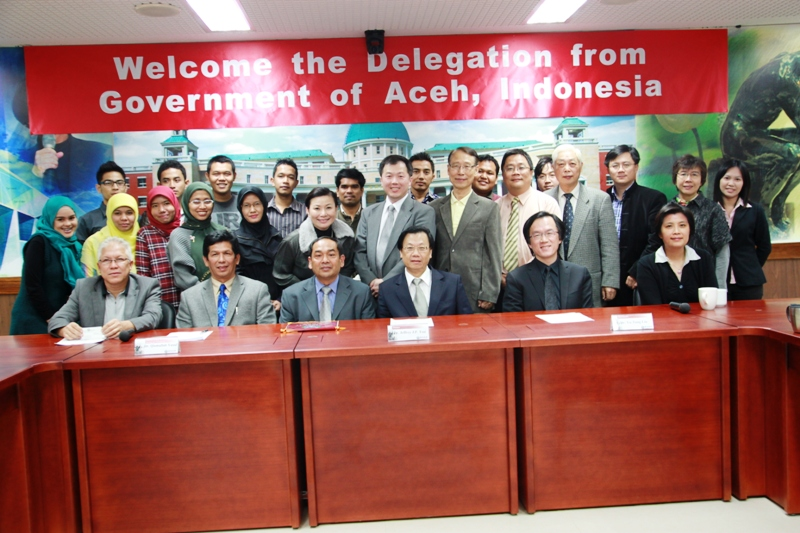 Welcome the Delegation from
Government of Aceh, Indonesia